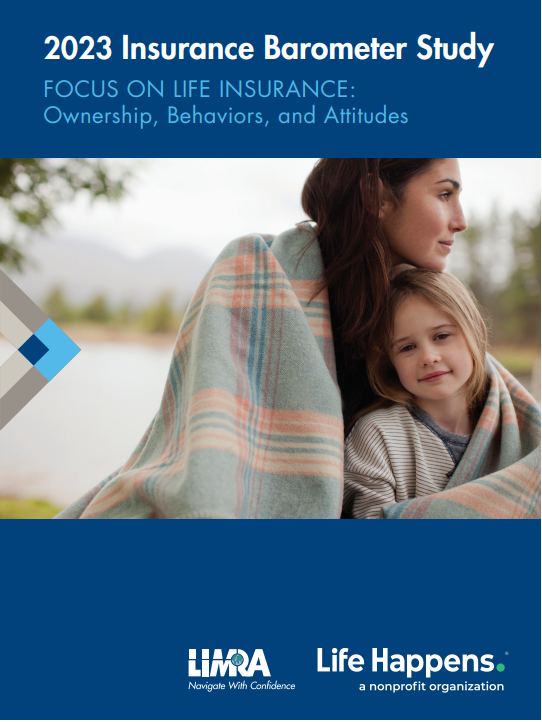 2023 Insurance Barometer Study
FOCUS ON LIFE INSURANCE:
Ownership, Behaviors, and Attitudes
LIMRA
Navigate With Confidence
Life Happens.
a nonprofit organization